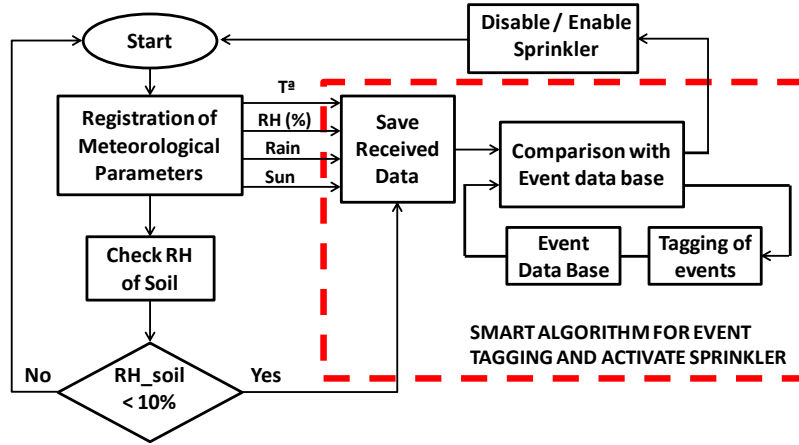 Start
Disable / Enable
Sprinkler
Registration of
Meteorological
Parameters
Tª
RH (%)
Rain
Sun
Save
Received
Data
Comparison with
Event data base
Event
Data Base
Tagging of
events
Check RH
of Soil
SMART ALGORITHM FOR EVENT
TAGGING AND ACTIVATE SPRINKLER
No
RH_soil
< 10%
Yes